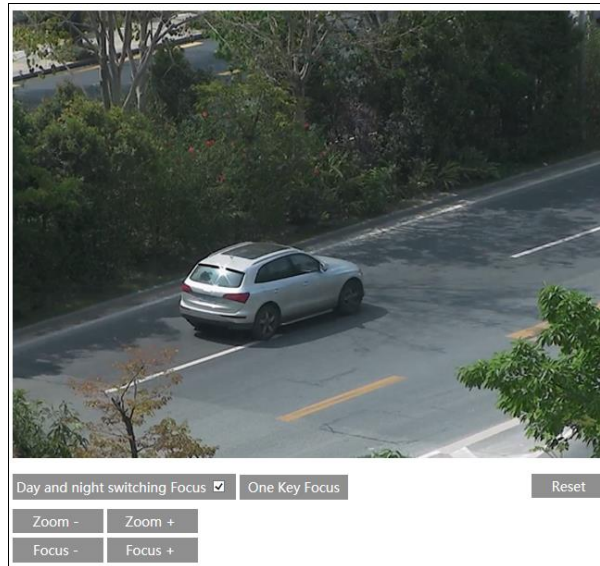 Day and night switching Focus One Key Focus Reset
Zoom - Zoom +
Focus - Focus +